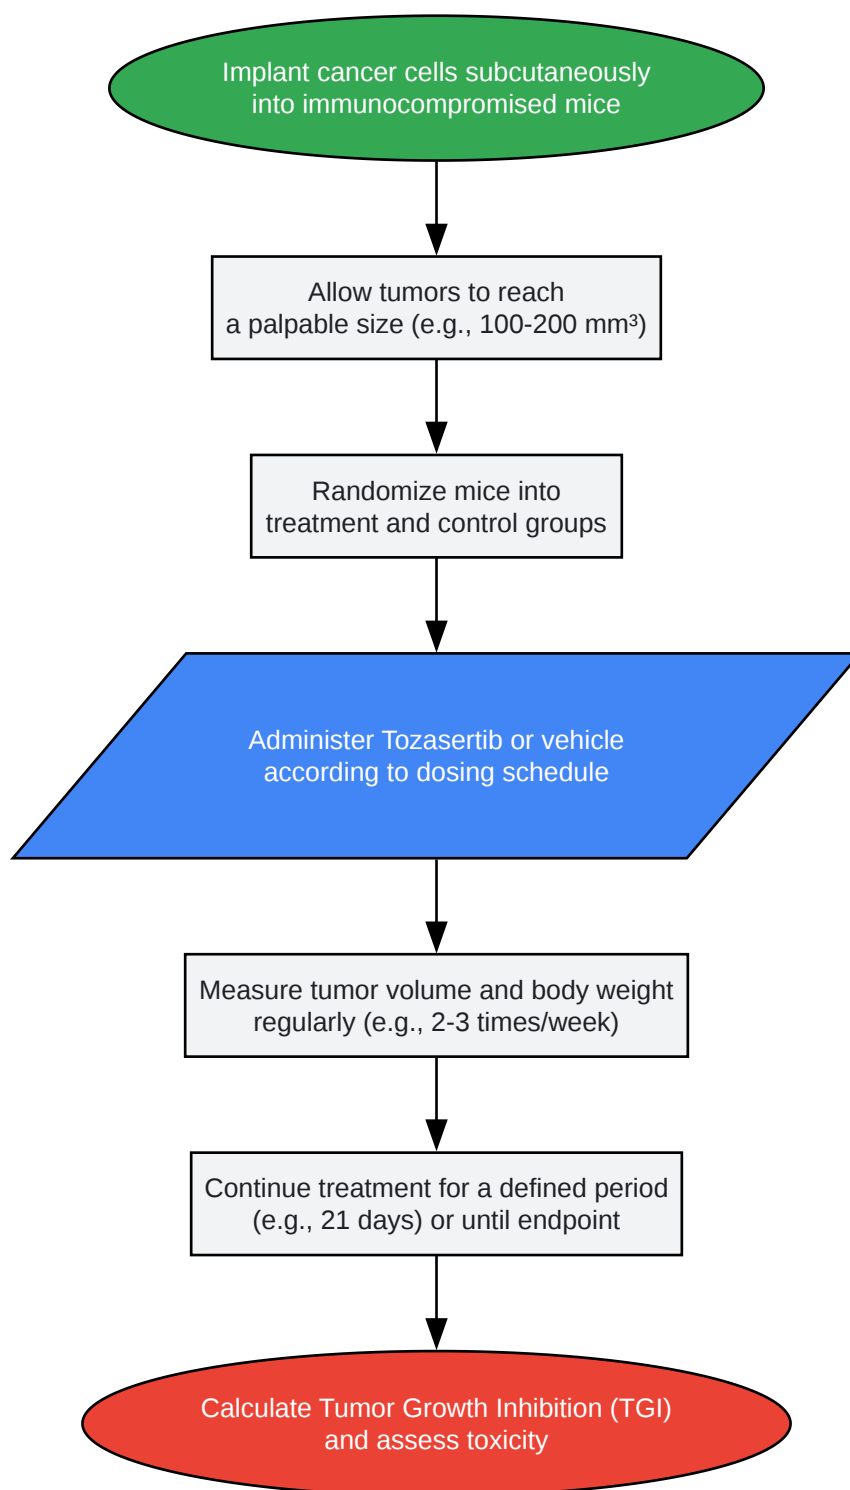 Implant cancer cells subcutaneously
into immunocompromised mice
Allow tumors to reach
a palpable size (e.g., 100-200 mm³)
Randomize mice into
treatment and control groups
Administer Tozasertib or vehicle
according to dosing schedule
Measure tumor volume and body weight
regularly (e.g., 2-3 times/week)
Continue treatment for a defined period
(e.g., 21 days) or until endpoint
Calculate Tumor Growth Inhibition (TGI)
and assess toxicity